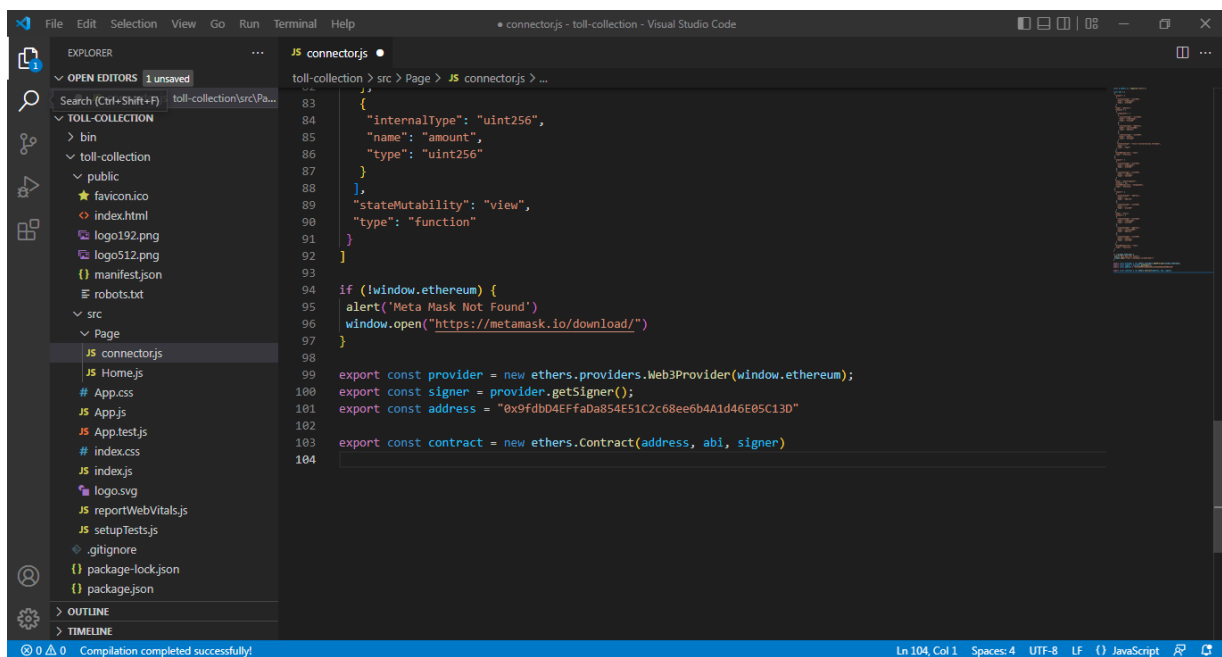 File Edit Selection View Go Run Terminal Help
● connector.js - toll-collection - Visual Studio Code
EXPLORER
OPEN EDITORS 1 unsaved
Search (Ctrl+Shift+F) toll-collection\src\Pa...
TOLL-COLLECTION
bin
toll-collection
public
favicon.ico
index.html
logo192.png
logo512.png
manifest.json
robots.txt
src
Page
JS connector.js
JS Home.js
# App.css
JS App.js
JS App.test.js
# index.css
JS index.js
logo.svg
JS reportWebVitals.js
JS setupTests.js
.gitignore
{} package-lock.json
{} package.json
OUTLINE
TIMELINE
JS connector.js ●
toll-collection > src > Page > JS connector.js > ...
82 },
83 {
84 "internalType": "uint256",
85 "name": "amount",
86 "type": "uint256"
87 }
88 ],
89 "stateMutability": "view",
90 "type": "function"
91 }
92 ]
93
94 if (!window.ethereum) {
95 alert('Meta Mask Not Found')
96 window.open("https://metamask.io/download/")
97 }
98
99 export const provider = new ethers.providers.Web3Provider(window.ethereum);
100 export const signer = provider.getSigner();
101 export const address = "0x9fdbD4EFfaDa854E51C2c68ee6b4A1d46E05C13D"
102
103 export const contract = new ethers.Contract(address, abi, signer)
104
1
0 0 Compilation completed successfully!
Ln 104, Col 1 Spaces: 4 UTF-8 LF {} JavaScript